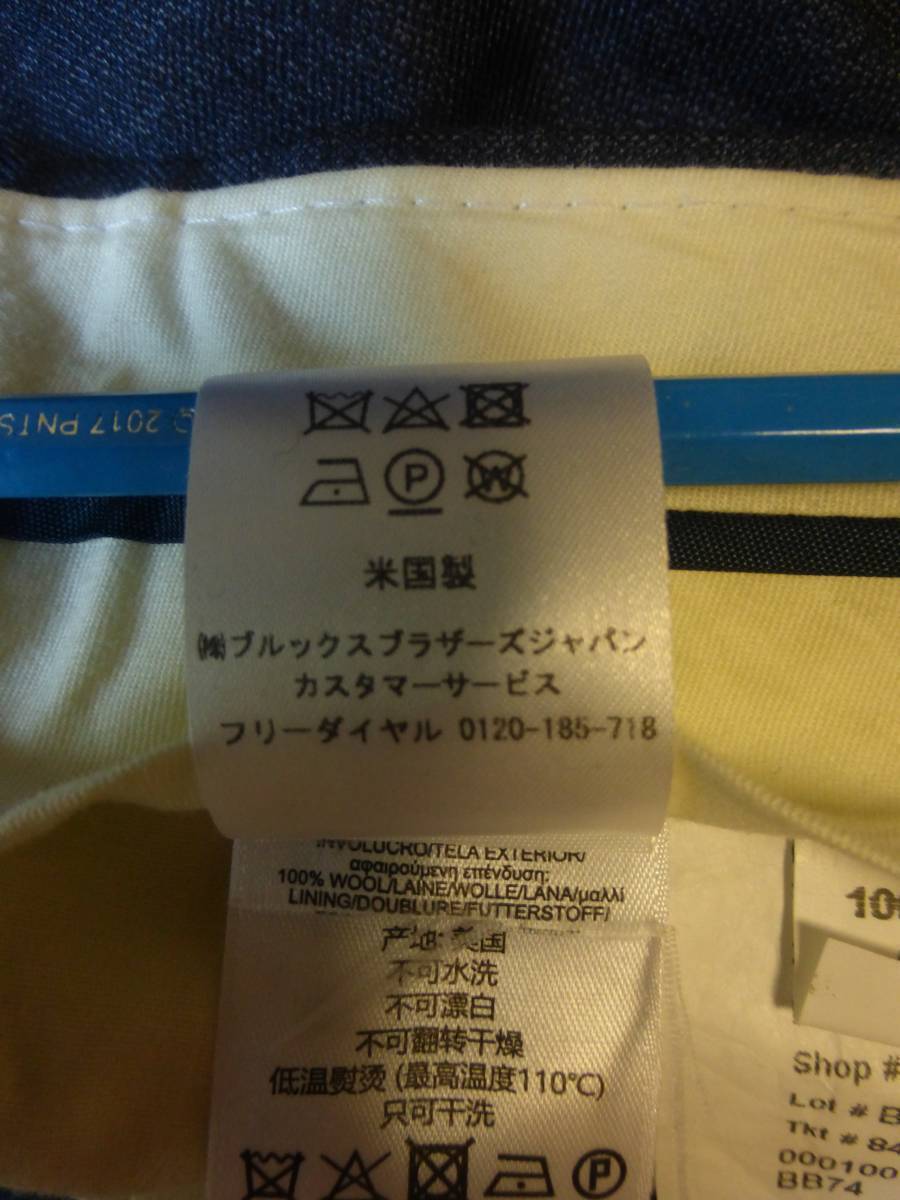 2017 PNTS
米国製
(株)ブルックスブラザーズジャパン
カスタマーサービス
フリーダイヤル 0120-185-718
INVOLUCRO/TELA EXTERIOR/
αφαιρούμενη επένδυση:
100% WOOL/LAINE/WOLLE/LANA/μαλλί
LINING/DOUBLURE/FUTTERSTOFF/
产地: 美国
不可水洗
不可漂白
不可翻转干燥
低温熨烫 (最高温度110℃)
只可干洗
Shop #
Lot # B
Tkt # 84
000100
BB74